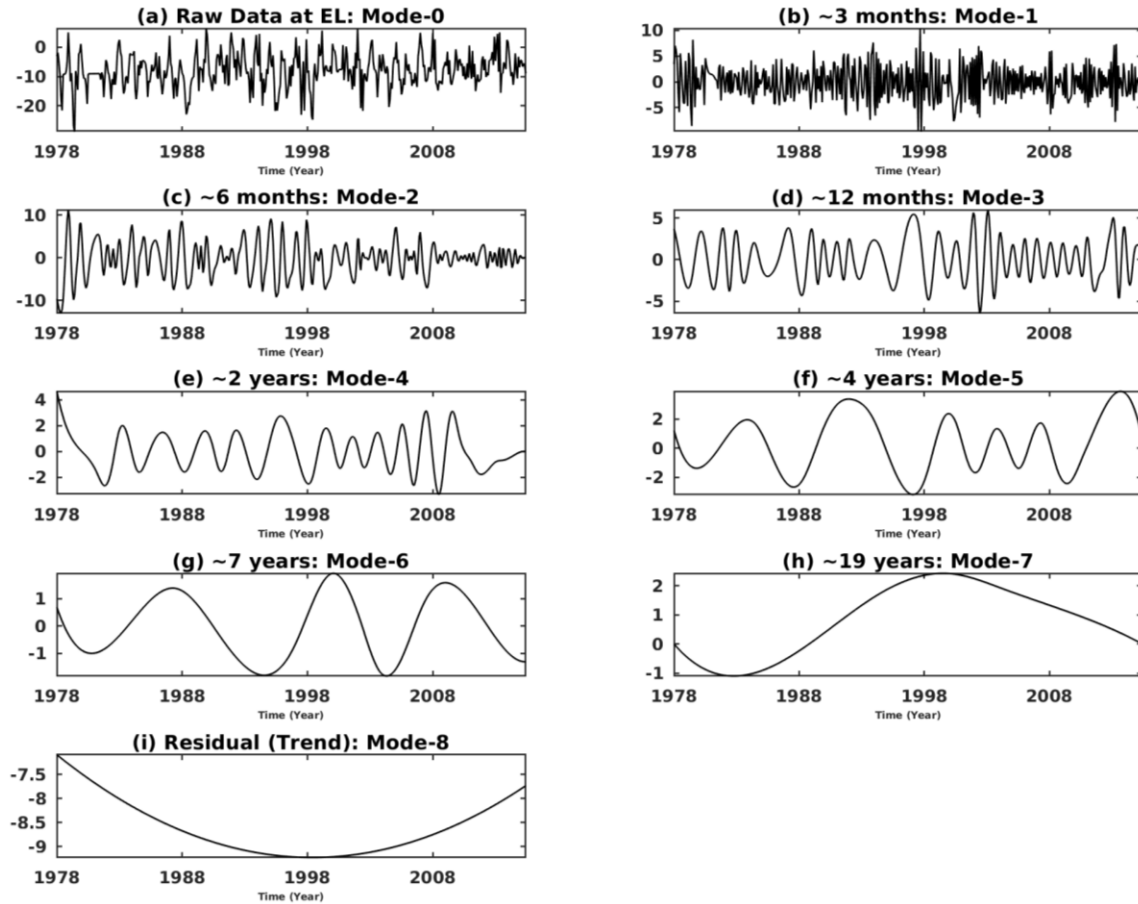 (a) Raw Data at EL: Mode-0
0
-10
-20
1978 1988 1998 2008
Time (Year)
(b) ~3 months: Mode-1
10
5
0
-5
1978 1988 1998 2008
Time (Year)
(c) ~6 months: Mode-2
10
0
-10
1978 1988 1998 2008
Time (Year)
(d) ~12 months: Mode-3
5
0
-5
1978 1988 1998 2008
Time (Year)
(e) ~2 years: Mode-4
4
2
0
-2
1978 1988 1998 2008
Time (Year)
(f) ~4 years: Mode-5
2
0
-2
1978 1988 1998 2008
Time (Year)
(g) ~7 years: Mode-6
1
0
-1
1978 1988 1998 2008
Time (Year)
(h) ~19 years: Mode-7
2
1
0
-1
1978 1988 1998 2008
Time (Year)
(i) Residual (Trend): Mode-8
-7.5
-8
-8.5
-9
1978 1988 1998 2008
Time (Year)